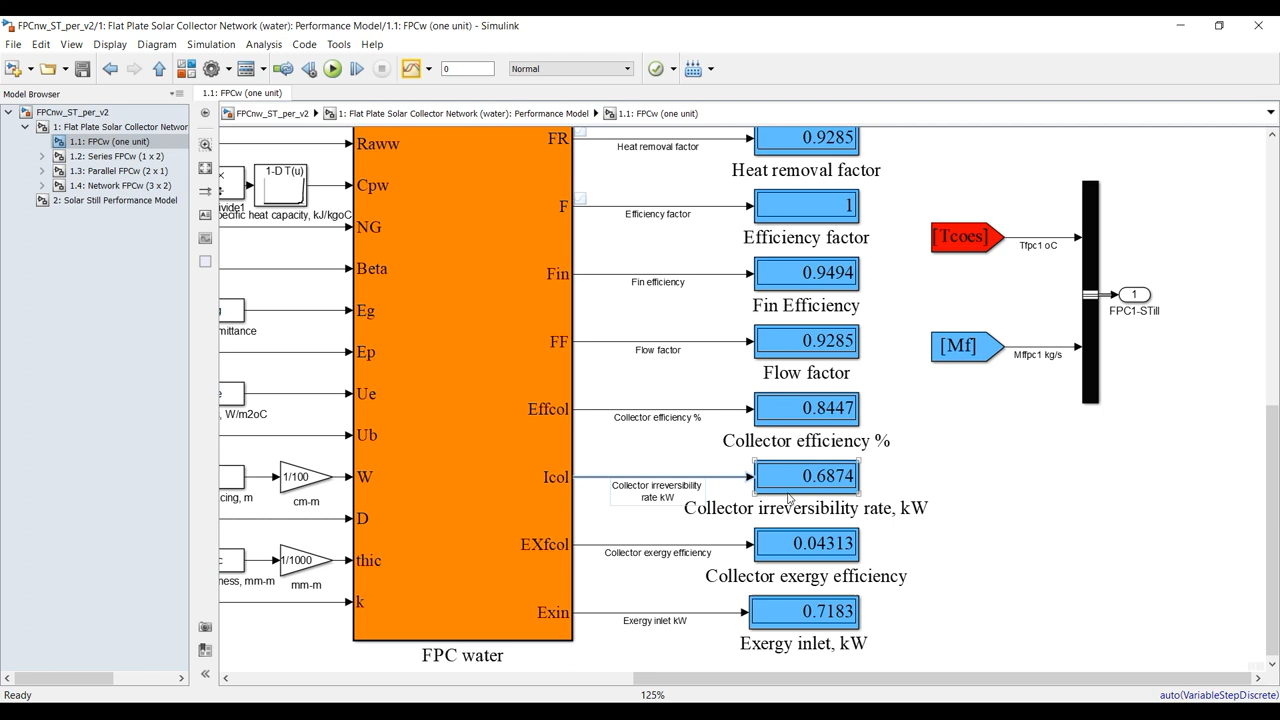 FPCnw_ST_per_v2/1: Flat Plate Solar Collector Network (water): Performance Model/1.1: FPCw (one unit) - Simulink
File Edit View Display Diagram Simulation Analysis Code Tools Help
0
Normal
Model Browser
1.1: FPCw (one unit)
FPCnw_ST_per_v2
1: Flat Plate Solar Collector Networ
1.1: FPCw (one unit)
1.2: Series FPCw (1 x 2)
1.3: Parallel FPCw (2 x 1)
1.4: Network FPCw (3 x 2)
2: Solar Still Performance Model
FPCnw_ST_per_v2 1: Flat Plate Solar Collector Network (water): Performance Model 1.1: FPCw (one unit)
1-D T(u)
vide1
ecific heat capacity, kJ/kgoC
g
mittance
e
, W/m2oC
1/100
cing, m
cm-m
c
1/1000
ness, mm-m
mm-m
Raww
Cpw
NG
Beta
Eg
Ep
Ue
Ub
W
D
thic
k
FR
F
Fin
FF
Effcol
Icol
EXfcol
Exin
FPC water
Heat removal factor
0.9285
Heat removal factor
Efficiency factor
1
Efficiency factor
Fin efficiency
0.9494
Fin Efficiency
Flow factor
0.9285
Flow factor
Collector efficiency %
0.8447
Collector efficiency %
Collector irreversibility
rate kW
0.6874
Collector irreversibility rate, kW
Collector exergy efficiency
0.04313
Collector exergy efficiency
Exergy inlet kW
0.7183
Exergy inlet, kW
[Tcoes]
Tfpc1 oC
[Mf]
Mffpc1 kg/s
1
FPC1-STill
Ready
125%
auto(VariableStepDiscrete)